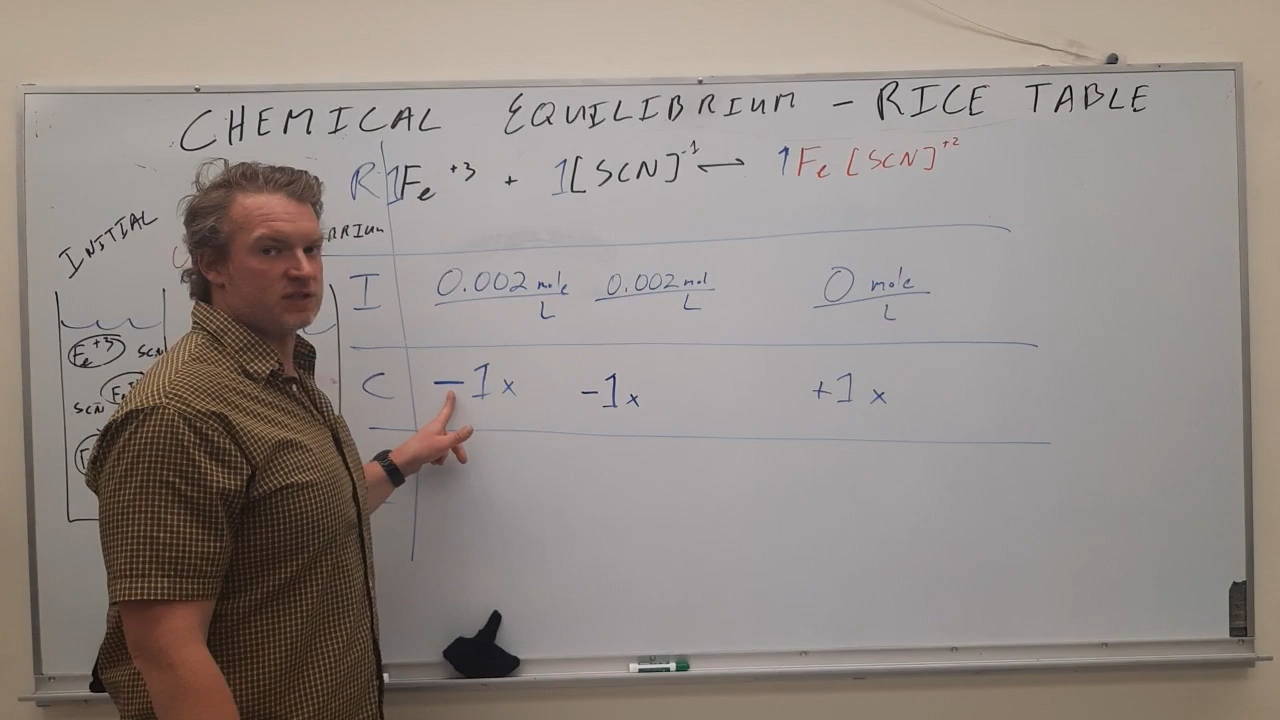 CHEMICAL EQUILIBRIUM - RICE TABLE
R 1Fe⁺³ + 1[SCN]⁻¹ ⇌ 1Fe[SCN]⁺²
INITIAL
I 0.002 mole/L 0.002 mol/L 0 mole/L
Fe⁺³ SCN
C -1x -1x +1x
SCN⁻